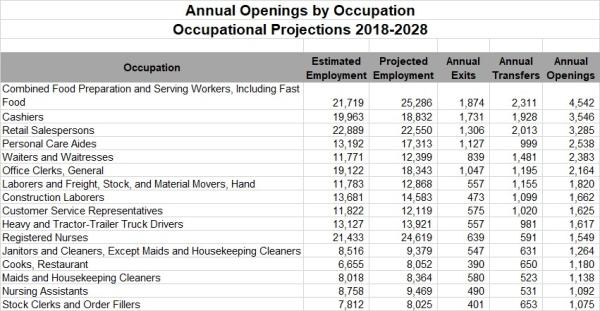 Annual Openings by Occupation
Occupational Projections 2018-2028
Occupation Estimated Employment Projected Employment Annual Exits Annual Transfers Annual Openings
Combined Food Preparation and Serving Workers, Including Fast
Food 21,719 25,286 1,874 2,311 4,542
Cashiers 19,963 18,832 1,731 1,928 3,546
Retail Salespersons 22,889 22,550 1,306 2,013 3,285
Personal Care Aides 13,192 17,313 1,127 999 2,538
Waiters and Waitresses 11,771 12,399 839 1,481 2,383
Office Clerks, General 19,122 18,343 1,047 1,195 2,164
Laborers and Freight, Stock, and Material Movers, Hand 11,783 12,868 557 1,155 1,820
Construction Laborers 13,681 14,583 473 1,099 1,662
Customer Service Representatives 11,822 12,119 575 1,020 1,625
Heavy and Tractor-Trailer Truck Drivers 13,127 13,921 557 981 1,617
Registered Nurses 21,433 24,619 639 591 1,549
Janitors and Cleaners, Except Maids and Housekeeping Cleaners 8,516 9,379 547 631 1,264
Cooks, Restaurant 6,655 8,052 390 650 1,180
Maids and Housekeeping Cleaners 8,018 8,364 580 523 1,138
Nursing Assistants 8,758 9,469 490 531 1,092
Stock Clerks and Order Fillers 7,812 8,025 401 653 1,075